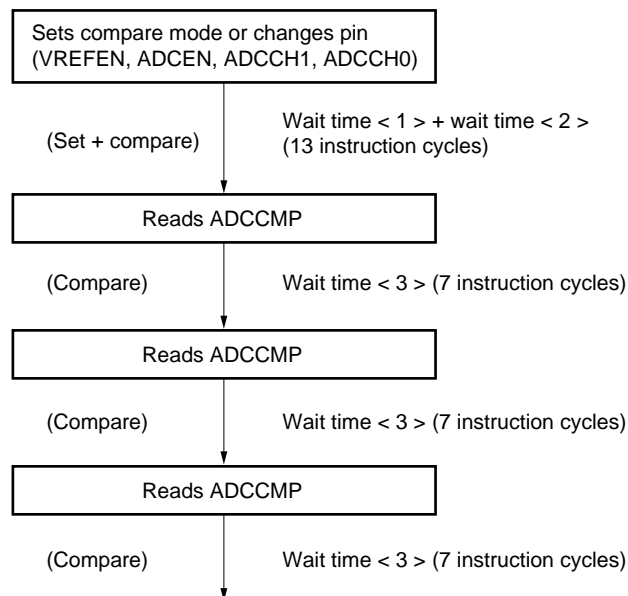 Sets compare mode or changes pin
(VREFEN, ADCEN, ADCCH1, ADCCH0)
(Set + compare)
Wait time < 1 > + wait time < 2 >
(13 instruction cycles)
Reads ADCCMP
(Compare)
Wait time < 3 > (7 instruction cycles)
Reads ADCCMP
(Compare)
Wait time < 3 > (7 instruction cycles)
Reads ADCCMP
(Compare)
Wait time < 3 > (7 instruction cycles)